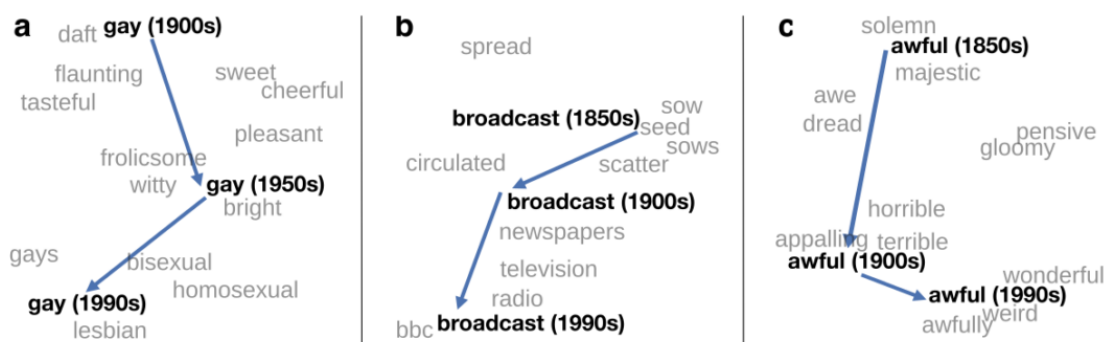 a
gay (1900s)
daft
flaunting
sweet
cheerful
tasteful
pleasant
frolicsome
witty
gay (1950s)
bright
gays
bisexual
homosexual
gay (1990s)
lesbian
b
spread
broadcast (1850s)
sow
seed
sows
circulated
scatter
broadcast (1900s)
newspapers
television
radio
bbc
broadcast (1990s)
c
solemn
awful (1850s)
majestic
awe
dread
pensive
gloomy
horrible
appalling
terrible
awful (1900s)
wonderful
awful (1990s)
weird
awfully